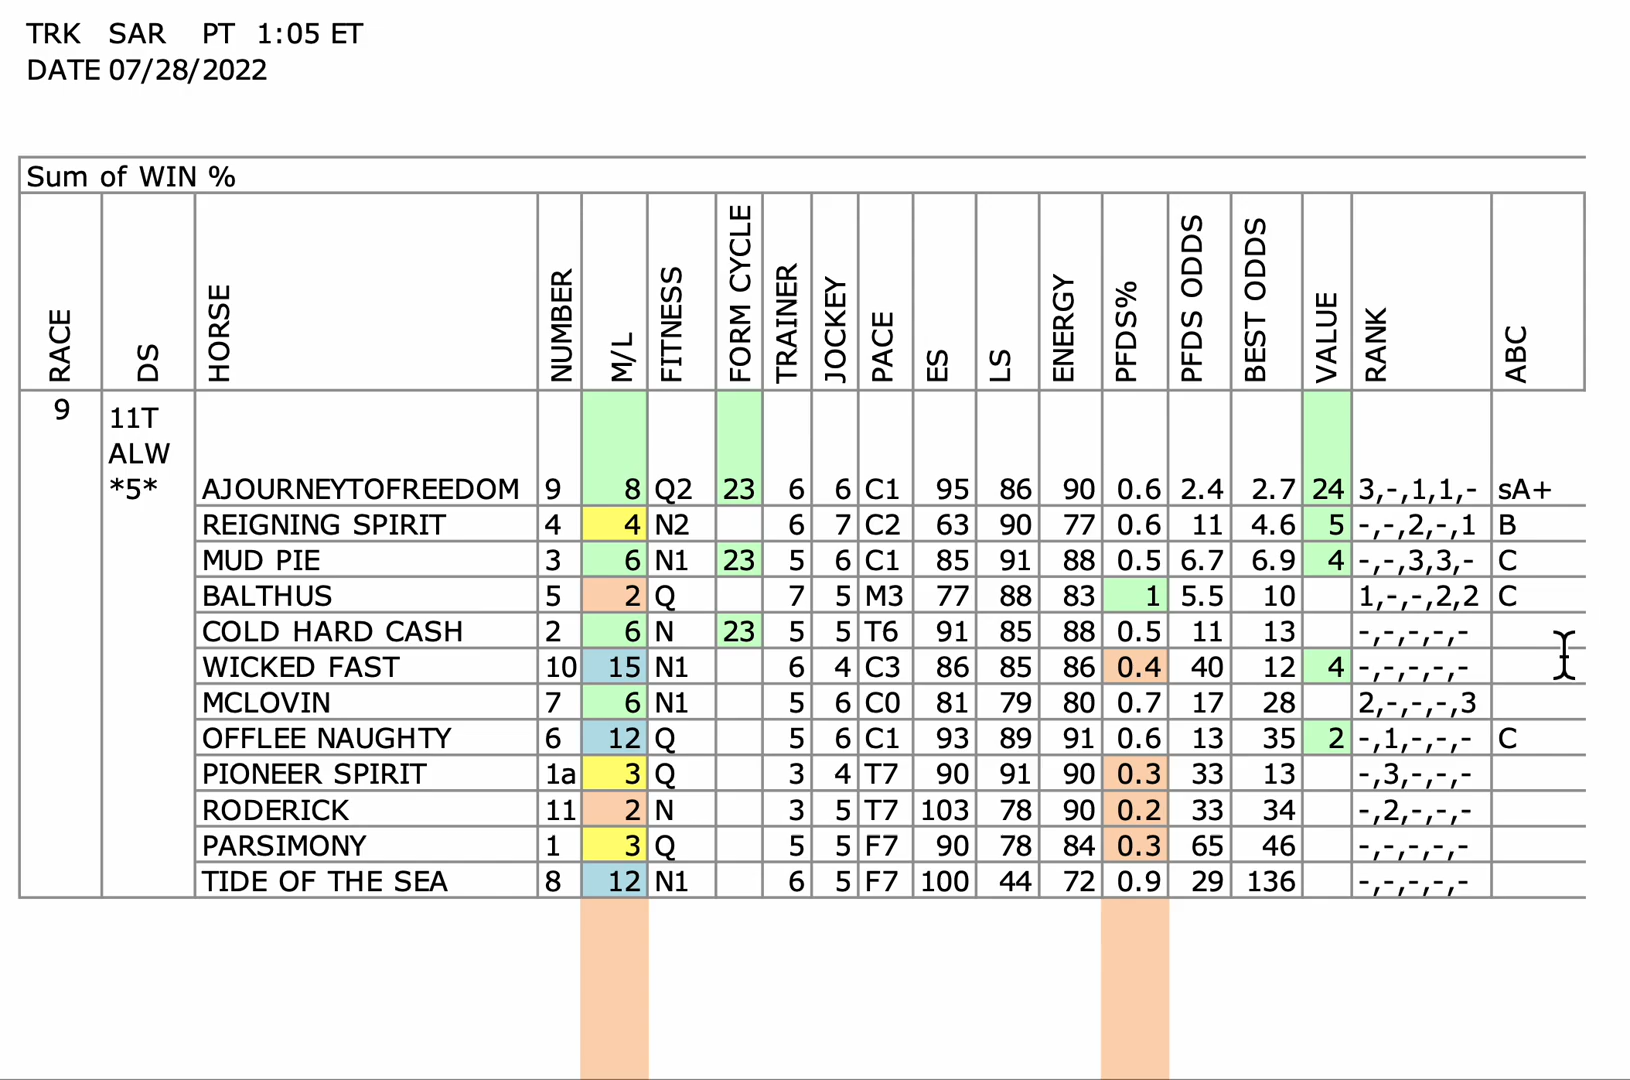 TRK SAR PT 1:05 ET
DATE 07/28/2022
Sum of WIN %
RACE DS HORSE NUMBER M/L FITNESS FORM CYCLE TRAINER JOCKEY PACE ES LS ENERGY PFDS% PFDS ODDS BEST ODDS VALUE RANK ABC
9 11T
ALW
*5* AJOURNEYTOFREEDOM 9 8 Q2 23 6 6 C1 95 86 90 0.6 2.4 2.7 24 3,-,1,1,- sA+
REIGNING SPIRIT 4 4 N2 6 7 C2 63 90 77 0.6 11 4.6 5 -,-,2,-,1 B
MUD PIE 3 6 N1 23 5 6 C1 85 91 88 0.5 6.7 6.9 4 -,-,3,3,- C
BALTHUS 5 2 Q 7 5 M3 77 88 83 1 5.5 10 1,-,-,2,2 C
COLD HARD CASH 2 6 N 23 5 5 T6 91 85 88 0.5 11 13 -,-,-,-,-
WICKED FAST 10 15 N1 6 4 C3 86 85 86 0.4 40 12 4 -,-,-,-,-
MCLOVIN 7 6 N1 5 6 C0 81 79 80 0.7 17 28 2,-,-,-,3
OFFLEE NAUGHTY 6 12 Q 5 6 C1 93 89 91 0.6 13 35 2 -,1,-,-,- C
PIONEER SPIRIT 1a 3 Q 3 4 T7 90 91 90 0.3 33 13 -,3,-,-,-
RODERICK 11 2 N 3 5 T7 103 78 90 0.2 33 34 -,2,-,-,-
PARSIMONY 1 3 Q 5 5 F7 90 78 84 0.3 65 46 -,-,-,-,-
TIDE OF THE SEA 8 12 N1 6 5 F7 100 44 72 0.9 29 136 -,-,-,-,-